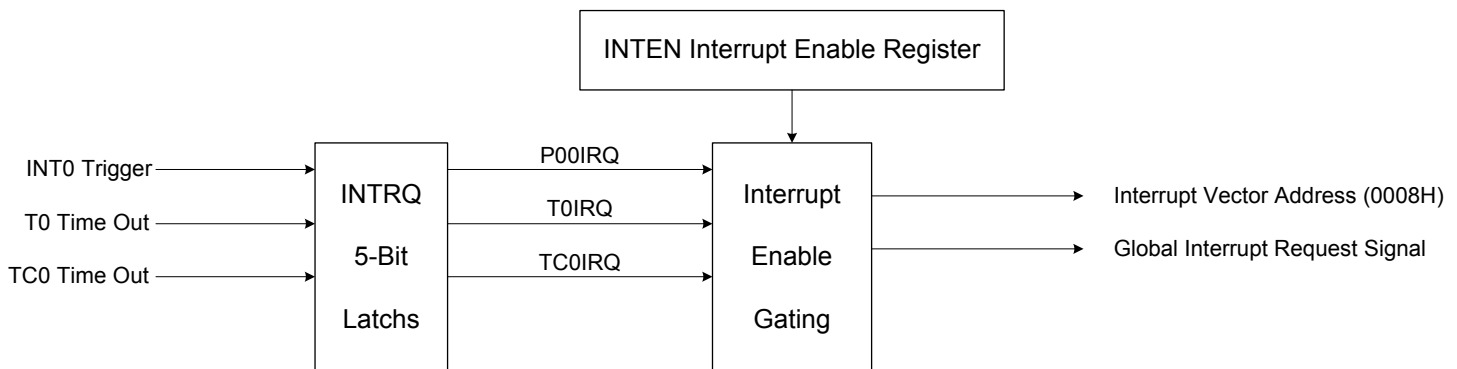 INTEN Interrupt Enable Register
INT0 Trigger
T0 Time Out
TC0 Time Out
INTRQ
5-Bit
Latchs
P00IRQ
T0IRQ
TC0IRQ
Interrupt
Enable
Gating
Interrupt Vector Address (0008H)
Global Interrupt Request Signal